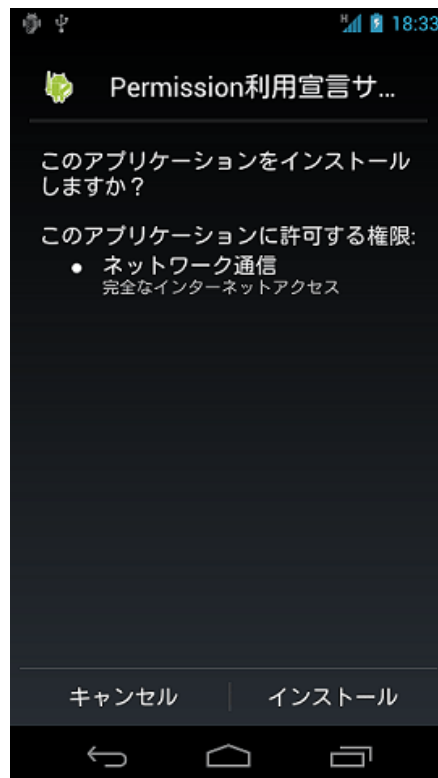 H
18:33
Permission利用宣言サ...
このアプリケーションをインストール
しますか？
このアプリケーションに許可する権限:
● ネットワーク通信
完全なインターネットアクセス
キャンセル
インストール